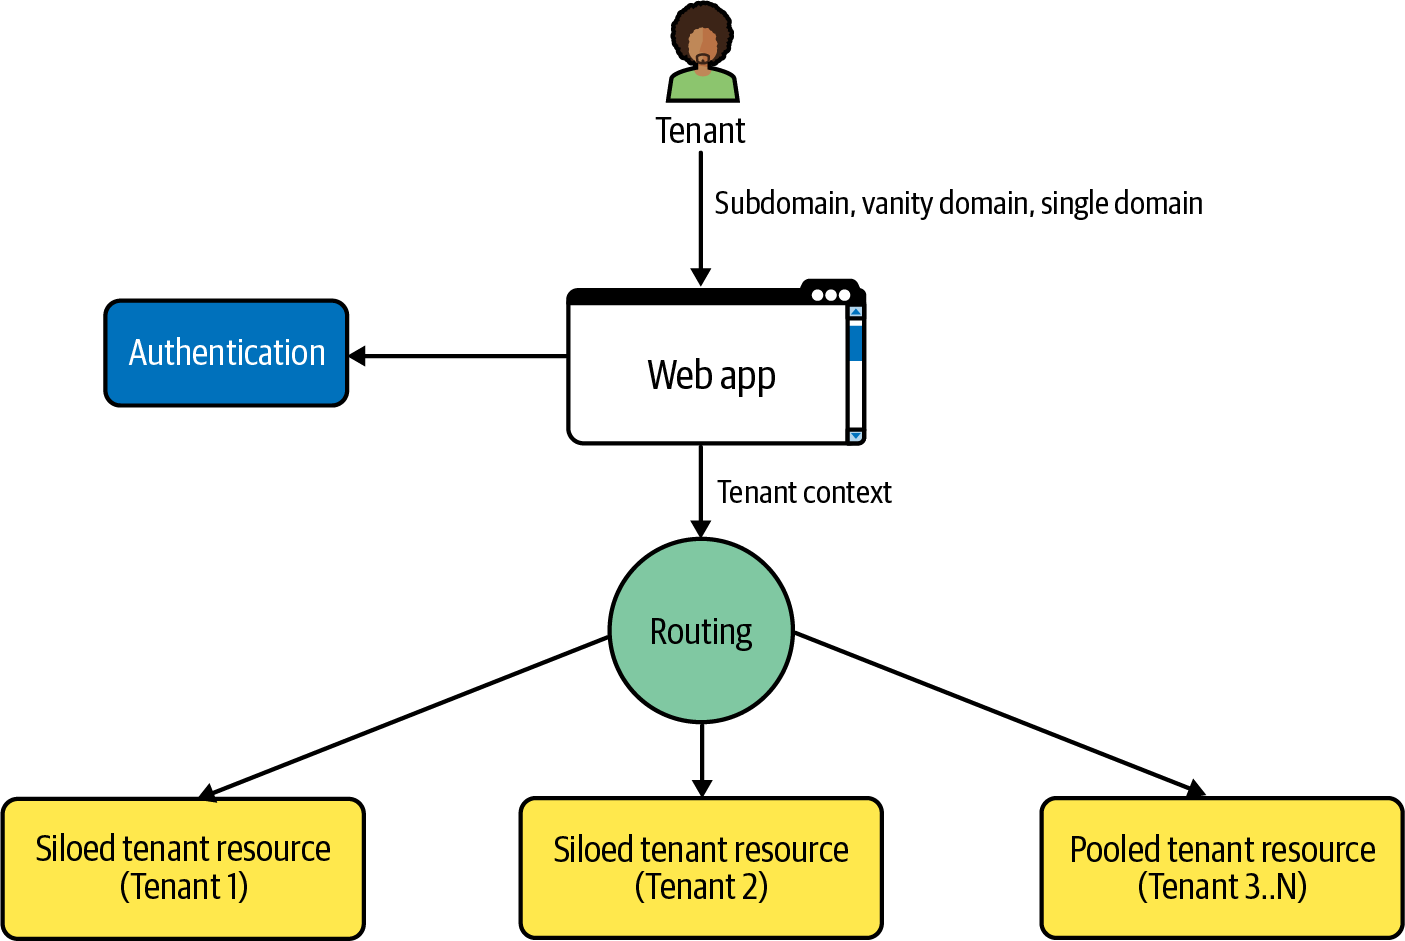 Tenant
Subdomain, vanity domain, single domain
Authentication
Web app
Tenant context
Routing
Siloed tenant resource
(Tenant 1)
Siloed tenant resource
(Tenant 2)
Pooled tenant resource
(Tenant 3..N)